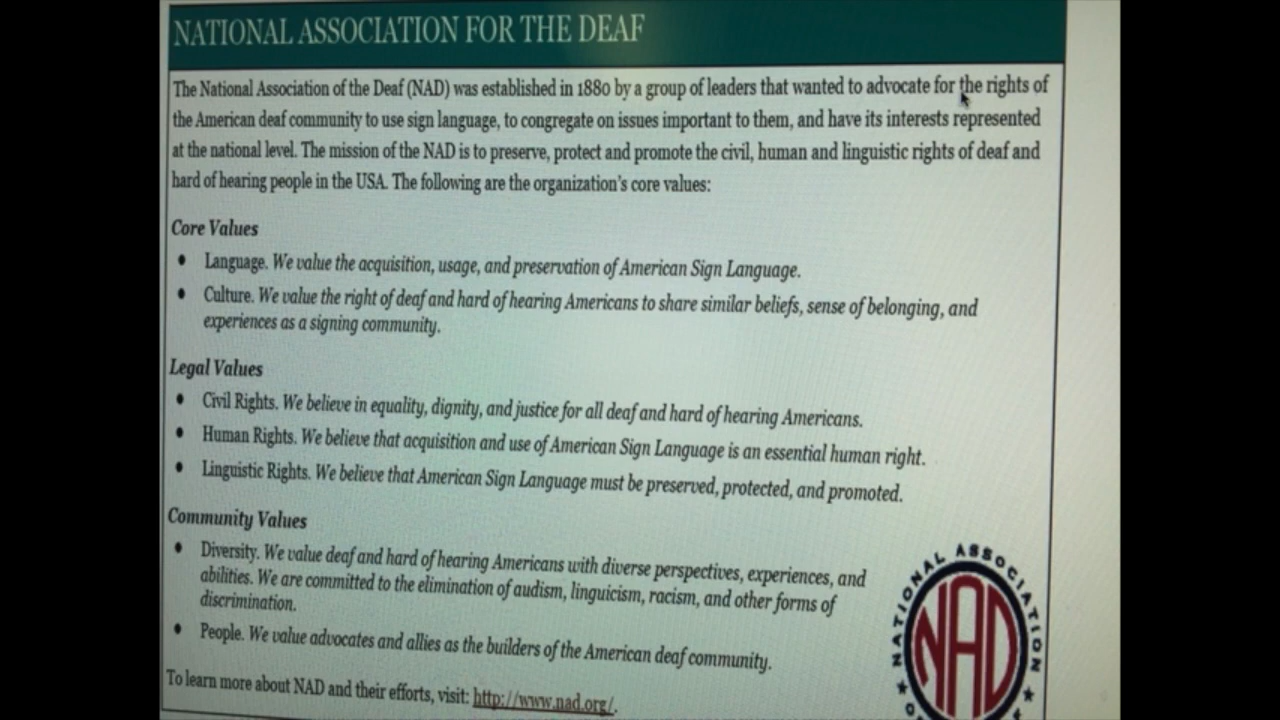 NATIONAL ASSOCIATION FOR THE DEAF
The National Association of the Deaf (NAD) was established in 1880 by a group of leaders that wanted to advocate for the rights of
the American deaf community to use sign language, to congregate on issues important to them, and have its interests represented
at the national level. The mission of the NAD is to preserve, protect and promote the civil, human and linguistic rights of deaf and
hard of hearing people in the USA. The following are the organization's core values:
Core Values
• Language. We value the acquisition, usage, and preservation of American Sign Language.
• Culture. We value the right of deaf and hard of hearing Americans to share similar beliefs, sense of belonging, and
experiences as a signing community.
Legal Values
• Civil Rights. We believe in equality, dignity, and justice for all deaf and hard of hearing Americans.
• Human Rights. We believe that acquisition and use of American Sign Language is an essential human right.
• Linguistic Rights. We believe that American Sign Language must be preserved, protected, and promoted.
Community Values
• Diversity. We value deaf and hard of hearing Americans with diverse perspectives, experiences, and
abilities. We are committed to the elimination of audism, linguicism, racism, and other forms of
discrimination.
• People. We value advocates and allies as the builders of the American deaf community.
To learn more about NAD and their efforts, visit: http://www.nad.org/.
NATIONAL ASSOCIATION
NAD